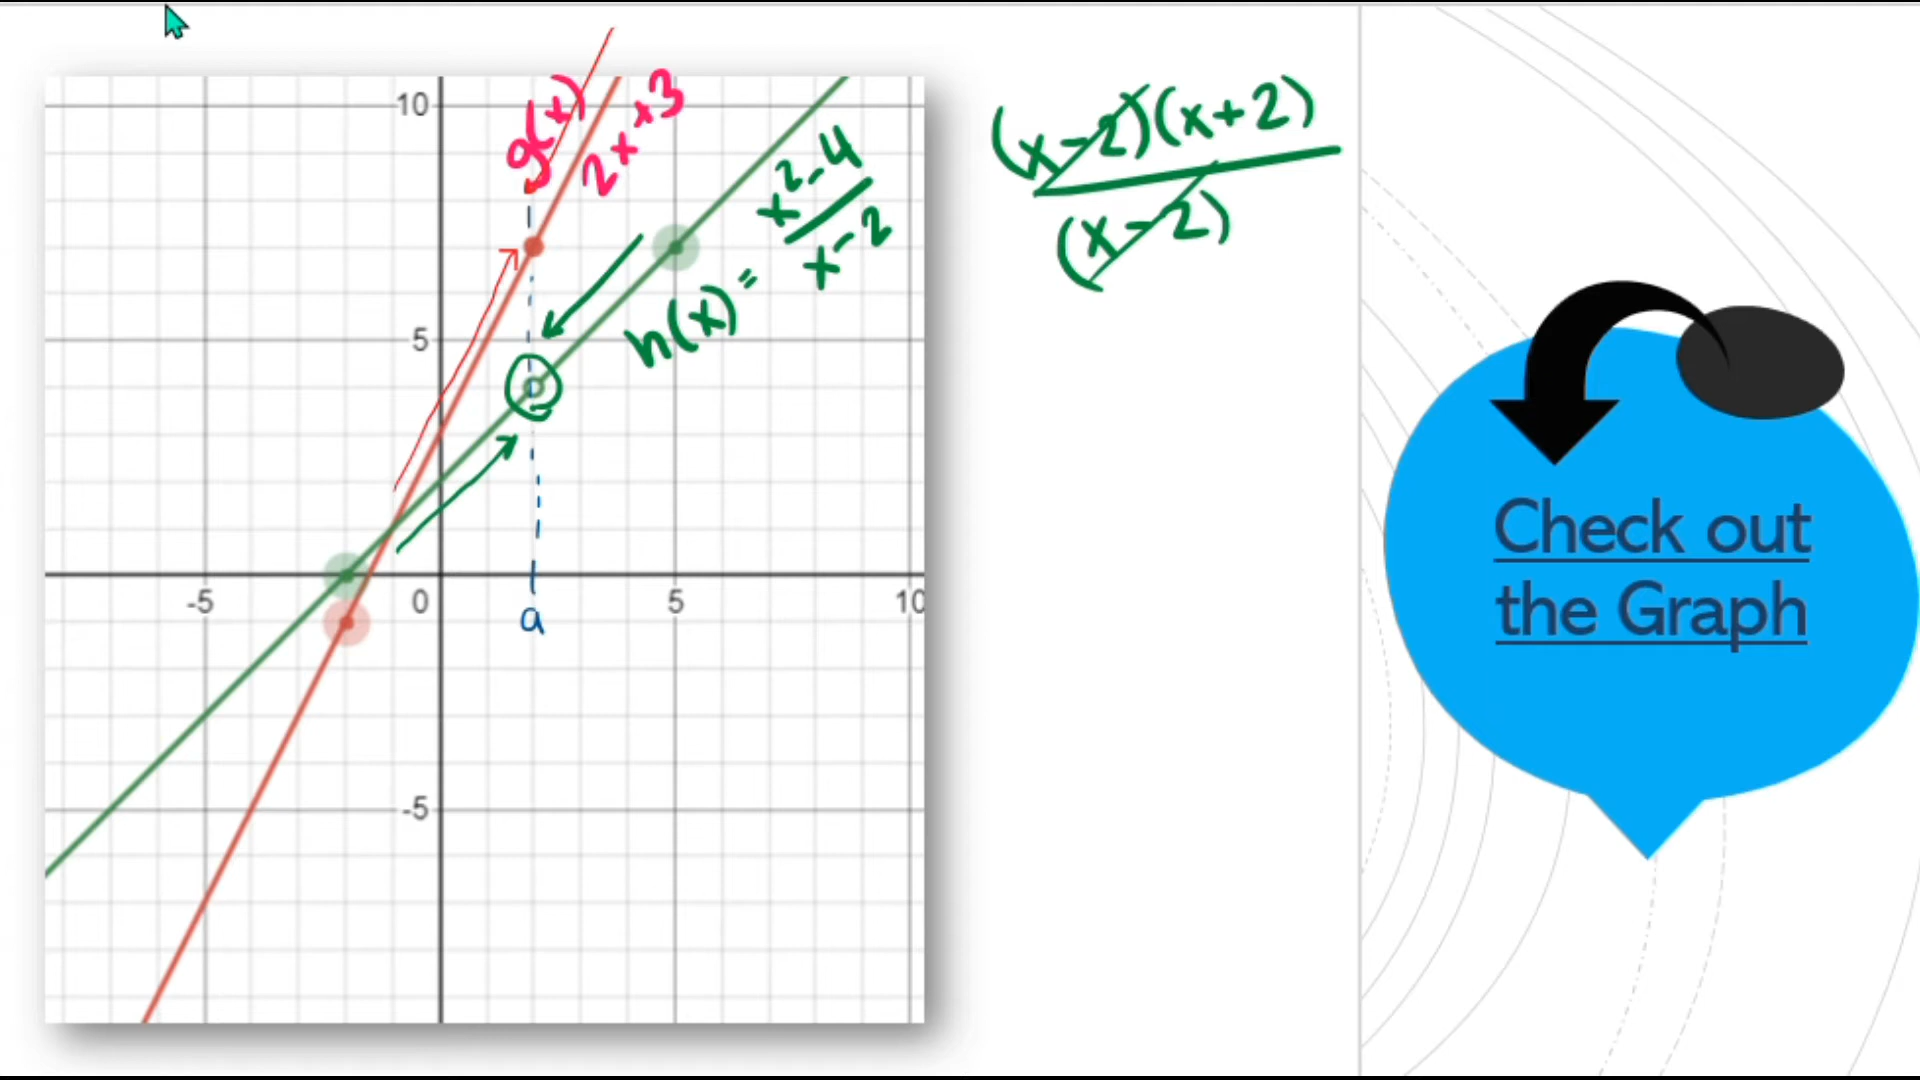 g(x)
2x+3
h(x) = x²-4 / x-2
(x-2)(x+2)
(x-2)
10
5
-5
0
5
10
-5
a
Check out
the Graph